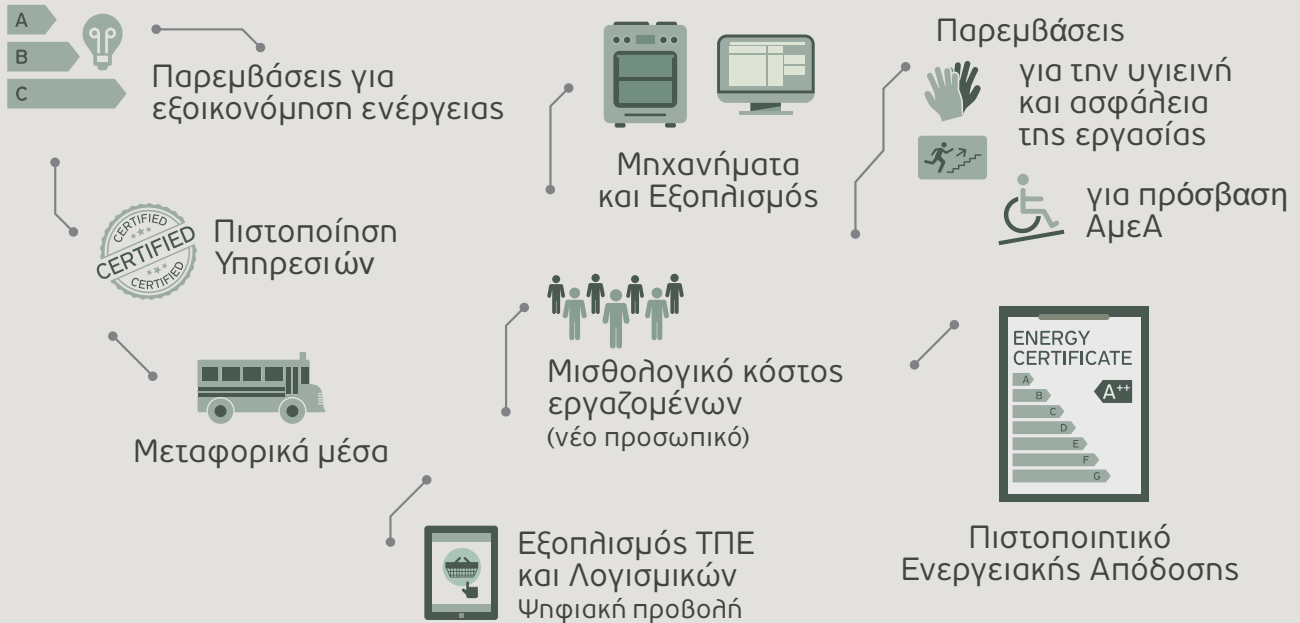 A
B
C
Παρεμβάσεις για
εξοικονόμηση ενέργειας
Μηχανήματα
και Εξοπλισμός
Παρεμβάσεις
για την υγιεινή
και ασφάλεια
της εργασίας
για πρόσβαση
ΑμεΑ
CERTIFIED
CERTIFIED
CERTIFIED
Πιστοποίηση
Υπηρεσιών
Μεταφορικά μέσα
Μισθολογικό κόστος
εργαζομένων
(νέο προσωπικό)
ENERGY
CERTIFICATE
A++
A
B
C
D
E
F
G
Πιστοποιητικό
Ενεργειακής Απόδοσης
Εξοπλισμός ΤΠΕ
και Λογισμικών
Ψηφιακή προβολή